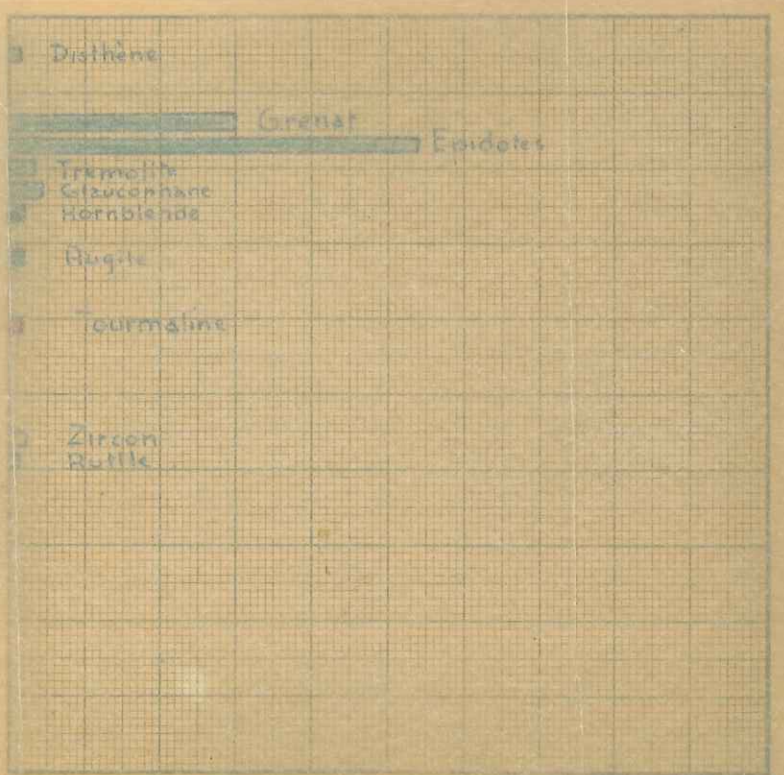 Disthène
Grenat
Epidotes
Trémolite
Glaucophane
Hornblende
Augite
Tourmaline
Zircon
Rutile